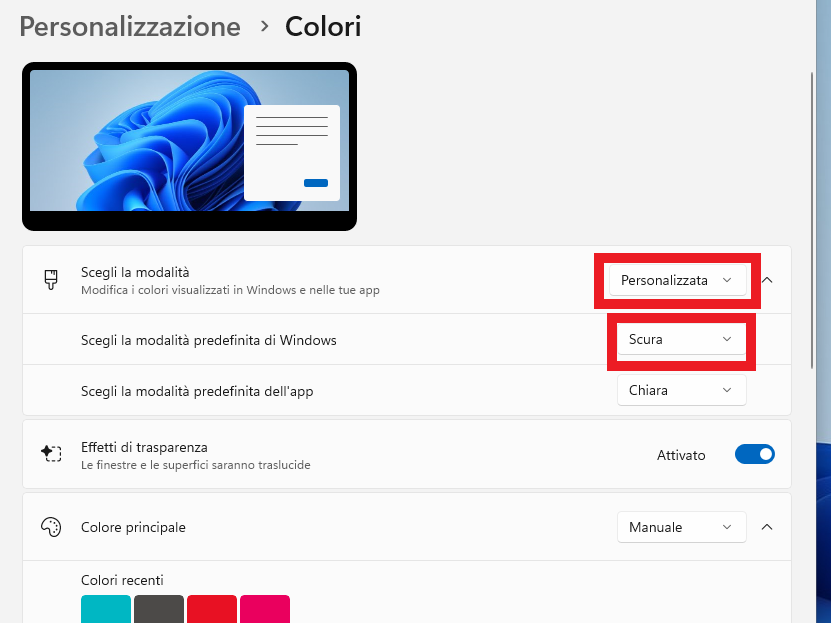 Personalizzazione > Colori
Scegli la modalità
Modifica i colori visualizzati in Windows e nelle tue app
Personalizzata
Scegli la modalità predefinita di Windows
Scura
Scegli la modalità predefinita dell'app
Chiara
Effetti di trasparenza
Le finestre e le superfici saranno traslucide
Attivato
Colore principale
Manuale
Colori recenti